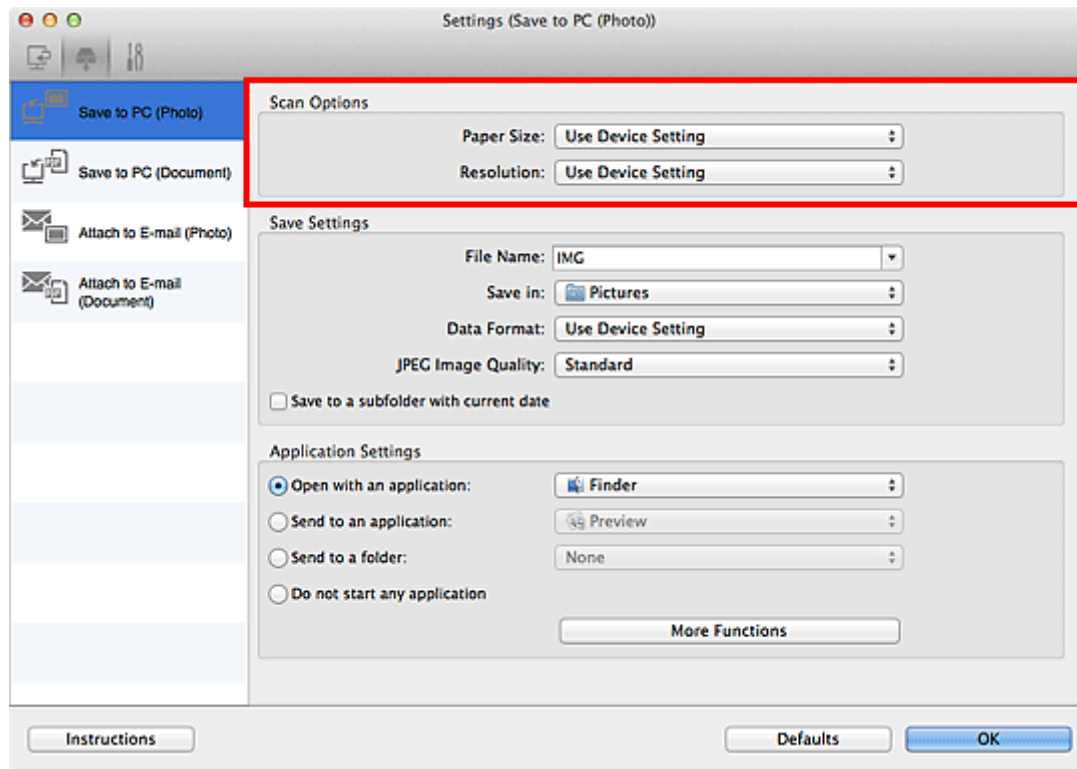 Settings (Save to PC (Photo))
Save to PC (Photo)
Save to PC (Document)
Attach to E-mail (Photo)
Attach to E-mail
(Document)
Scan Options
Paper Size: Use Device Setting
Resolution: Use Device Setting
Save Settings
File Name: IMG
Save in: Pictures
Data Format: Use Device Setting
JPEG Image Quality: Standard
Save to a subfolder with current date
Application Settings
Open with an application: Finder
Send to an application: Preview
Send to a folder: None
Do not start any application
More Functions
Instructions Defaults OK